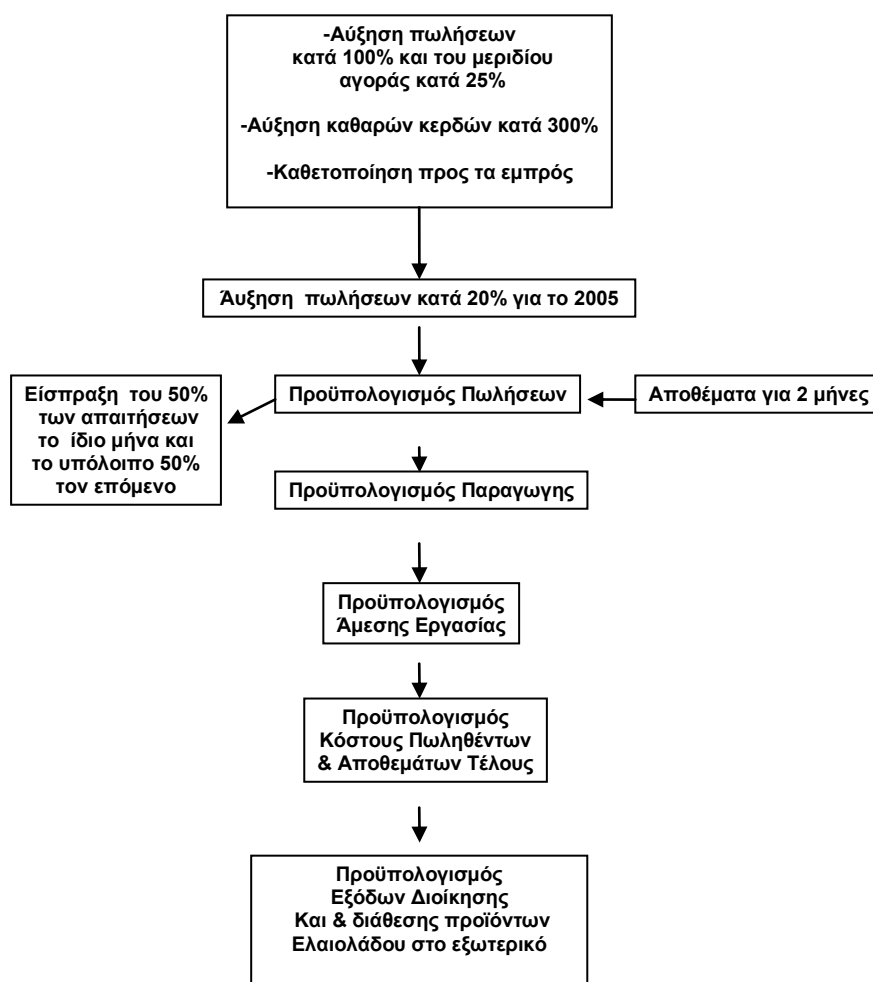 -Αύξηση πωλήσεων
κατά 100% και του μεριδίου
αγοράς κατά 25%
-Αύξηση καθαρών κερδών κατά 300%
-Καθετοποίηση προς τα εμπρός
Άυξηση πωλήσεων κατά 20% για το 2005
Είσπραξη του 50%
των απαιτήσεων
το ίδιο μήνα και
το υπόλοιπο 50%
τον επόμενο
Προϋπολογισμός Πωλήσεων
Αποθέματα για 2 μήνες
Προϋπολογισμός Παραγωγης
Προϋπολογισμός
Άμεσης Εργασίας
Προϋπολογισμός
Κόστους Πωληθέντων
& Αποθεμάτων Τέλους
Προϋπολογισμός
Εξόδων Διοίκησης
Και & διάθεσης προϊόντων
Ελαιολάδου στο εξωτερικό